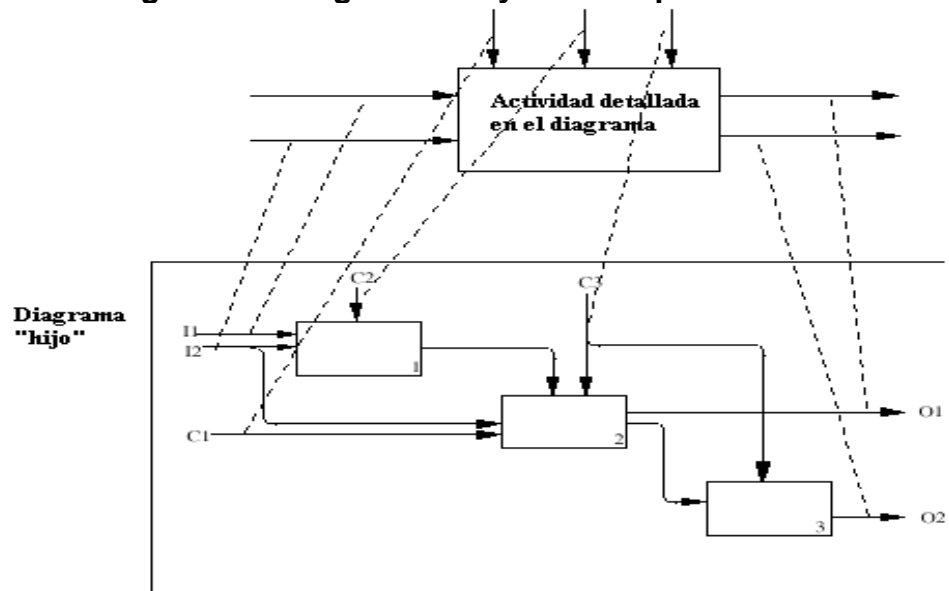 Actividad detallada
en el diagrama
C2
C3
Diagrama
"hijo"
I1
I2
1
C1
2
O1
3
O2